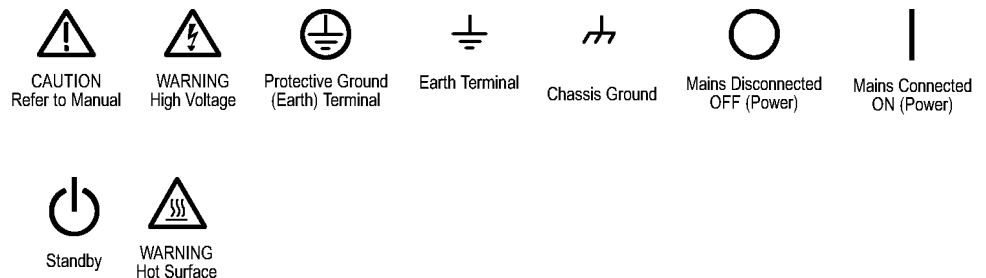 CAUTION
Refer to Manual
WARNING
High Voltage
Protective Ground
(Earth) Terminal
Earth Terminal
Chassis Ground
Mains Disconnected
OFF (Power)
Mains Connected
ON (Power)
Standby
WARNING
Hot Surface